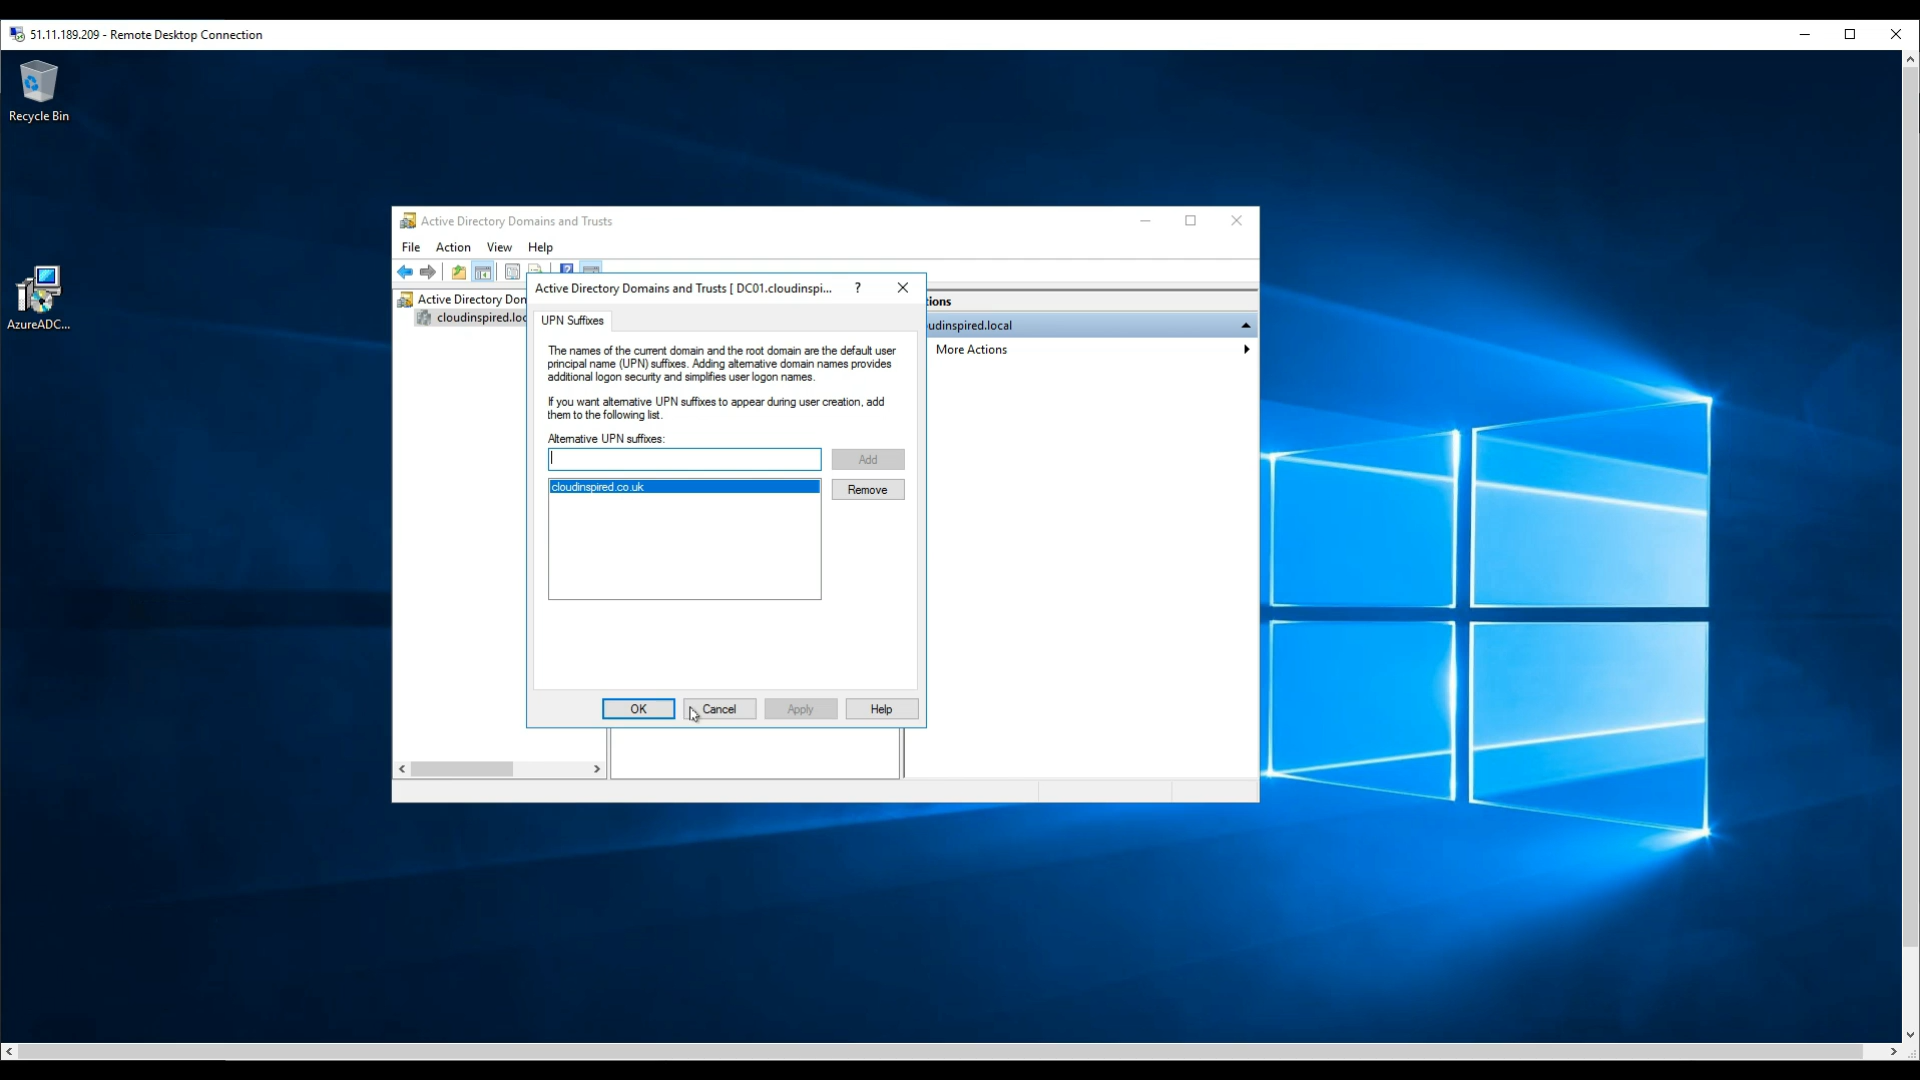 51.11.189.209 - Remote Desktop Connection
Recycle Bin
AzureADC...
Active Directory Domains and Trusts
File Action View Help
Active Directory Don
cloudinspired.loc
Active Directory Domains and Trusts [ DC01.cloudinspi...
?
UPN Suffixes
The names of the current domain and the root domain are the default user
principal name (UPN) suffixes. Adding alternative domain names provides
additional logon security and simplifies user logon names.
If you want alternative UPN suffixes to appear during user creation, add
them to the following list.
Alternative UPN suffixes:
Add
cloudinspired.co.uk
Remove
OK Cancel Apply Help
tions
udinspired.local
More Actions